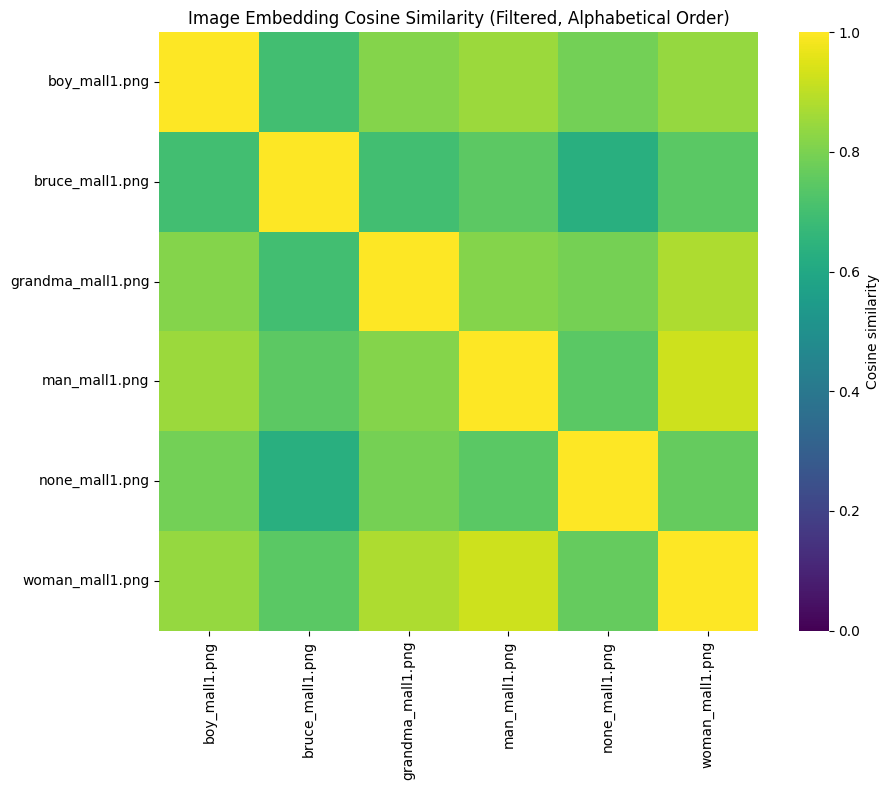 Image Embedding Cosine Similarity (Filtered, Alphabetical Order)
boy_mall1.png
bruce_mall1.png
grandma_mall1.png
man_mall1.png
none_mall1.png
woman_mall1.png
boy_mall1.png
bruce_mall1.png
grandma_mall1.png
man_mall1.png
none_mall1.png
woman_mall1.png
1.0
0.8
0.6
0.4
0.2
0.0
Cosine similarity